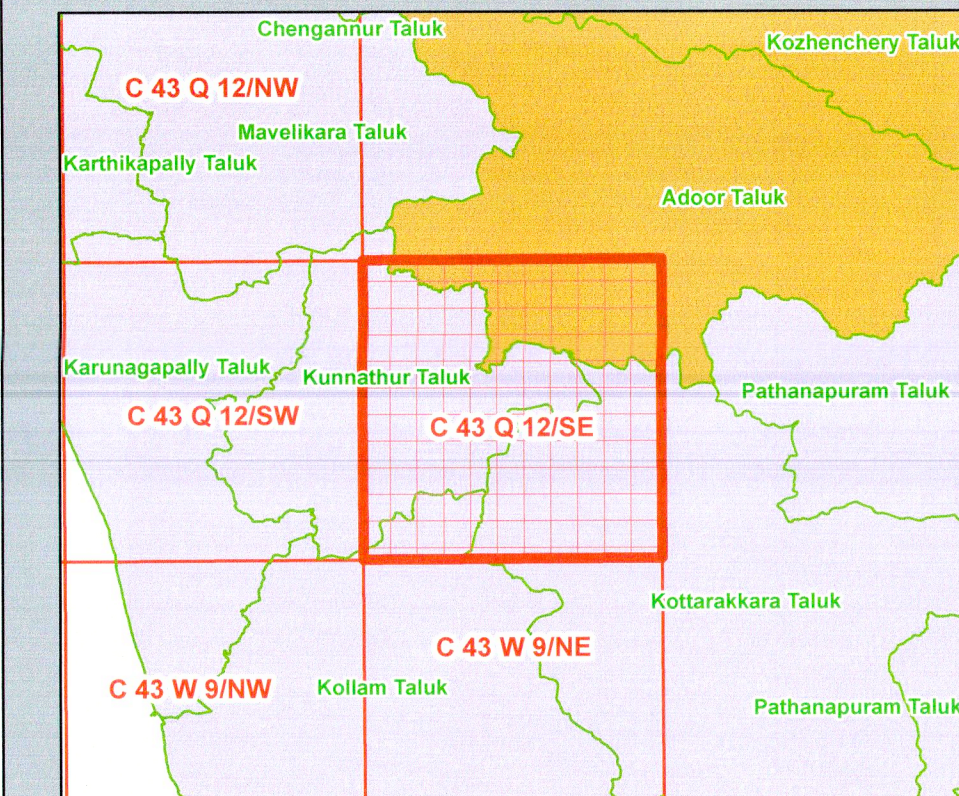 Chengannur Taluk
Kozhenchery Taluk
C 43 Q 12/NW
Mavelikara Taluk
Karthikapally Taluk
Adoor Taluk
Karunagapally Taluk
Kunnathur Taluk
Pathanapuram Taluk
C 43 Q 12/SW
C 43 Q 12/SE
Kottarakkara Taluk
C 43 W 9/NE
C 43 W 9/NW
Kollam Taluk
Pathanapuram Taluk